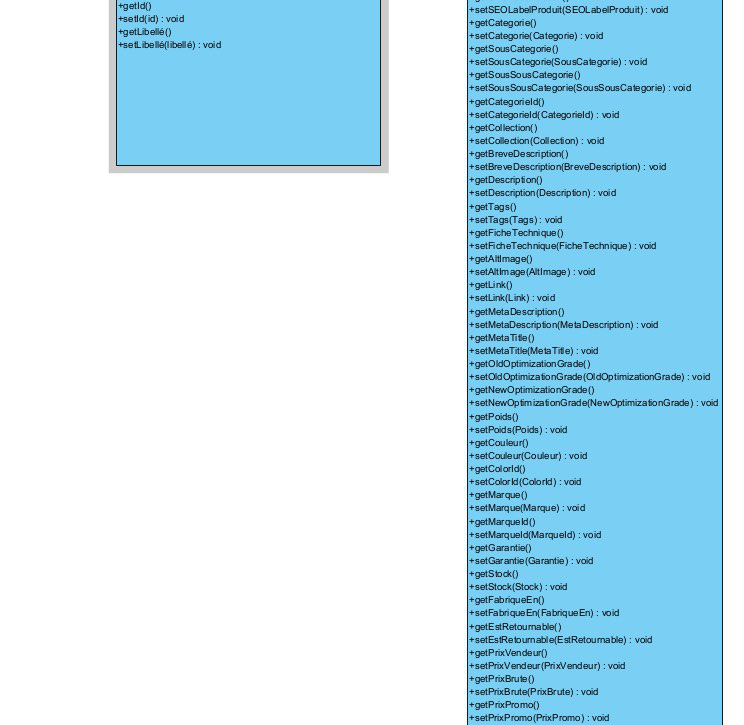 +getId()
+setId(id) : void
+getLibellé()
+setLibellé(libellé) : void
+setSEOLabelProduit(SEOLabelProduit) : void
+getCategorie()
+setCategorie(Categorie) : void
+getSousCategorie()
+setSousCategorie(SousCategorie) : void
+getSousSousCategorie()
+setSousSousCategorie(SousSousCategorie) : void
+getCategorieId()
+setCategorieId(CategorieId) : void
+getCollection()
+setCollection(Collection) : void
+getBreveDescription()
+setBreveDescription(BreveDescription) : void
+getDescription()
+setDescription(Description) : void
+getTags()
+setTags(Tags) : void
+getFicheTechnique()
+setFicheTechnique(FicheTechnique) : void
+getAltImage()
+setAltImage(AltImage) : void
+getLink()
+setLink(Link) : void
+getMetaDescription()
+setMetaDescription(MetaDescription) : void
+getMetaTitle()
+setMetaTitle(MetaTitle) : void
+getOldOptimizationGrade()
+setOldOptimizationGrade(OldOptimizationGrade) : void
+getNewOptimizationGrade()
+setNewOptimizationGrade(NewOptimizationGrade) : void
+getPoids()
+setPoids(Poids) : void
+getCouleur()
+setCouleur(Couleur) : void
+getColorId()
+setColorId(ColorId) : void
+getMarque()
+setMarque(Marque) : void
+getMarqueId()
+setMarqueId(MarqueId) : void
+getGarantie()
+setGarantie(Garantie) : void
+getStock()
+setStock(Stock) : void
+getFabriqueEn()
+setFabriqueEn(FabriqueEn) : void
+getEstRetournable()
+setEstRetournable(EstRetournable) : void
+getPrixVendeur()
+setPrixVendeur(PrixVendeur) : void
+getPrixBrute()
+setPrixBrute(PrixBrute) : void
+getPrixPromo()
+setPrixPromo(PrixPromo) : void